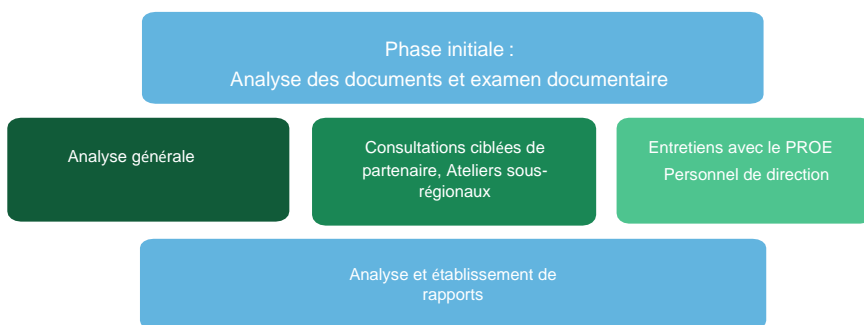 Phase initiale :
Analyse des documents et examen documentaire
Analyse générale
Consultations ciblées de
partenaire, Ateliers sous-
régionaux
Entretiens avec le PROE
Personnel de direction
Analyse et établissement de
rapports